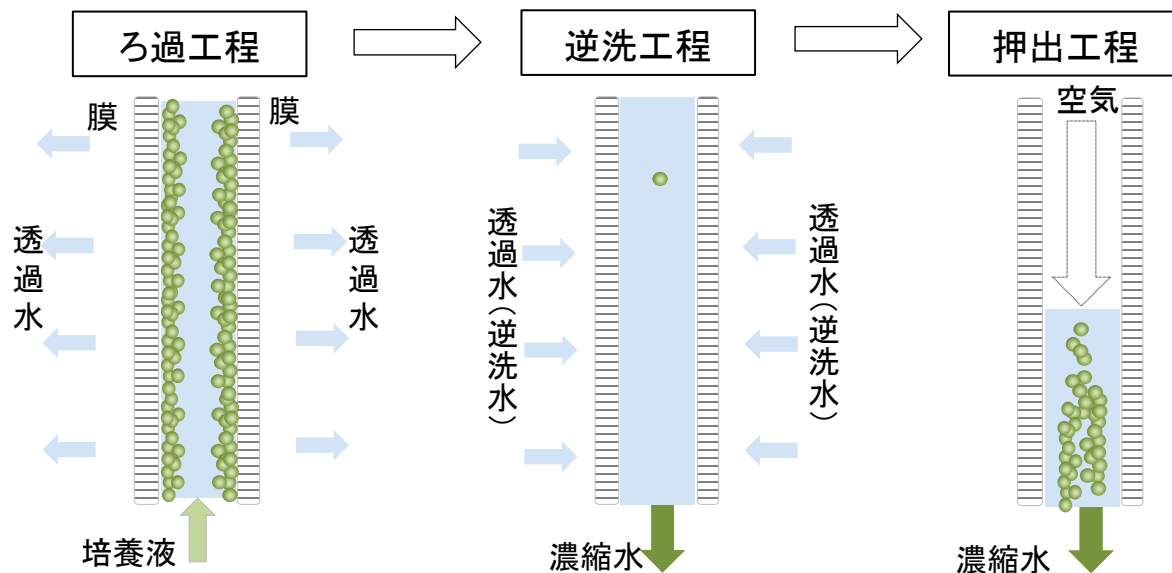 ろ過工程
逆洗工程
押出工程
膜
膜
透過水
透過水
培養液
透過水(逆洗水)
透過水(逆洗水)
濃縮水
空気
濃縮水